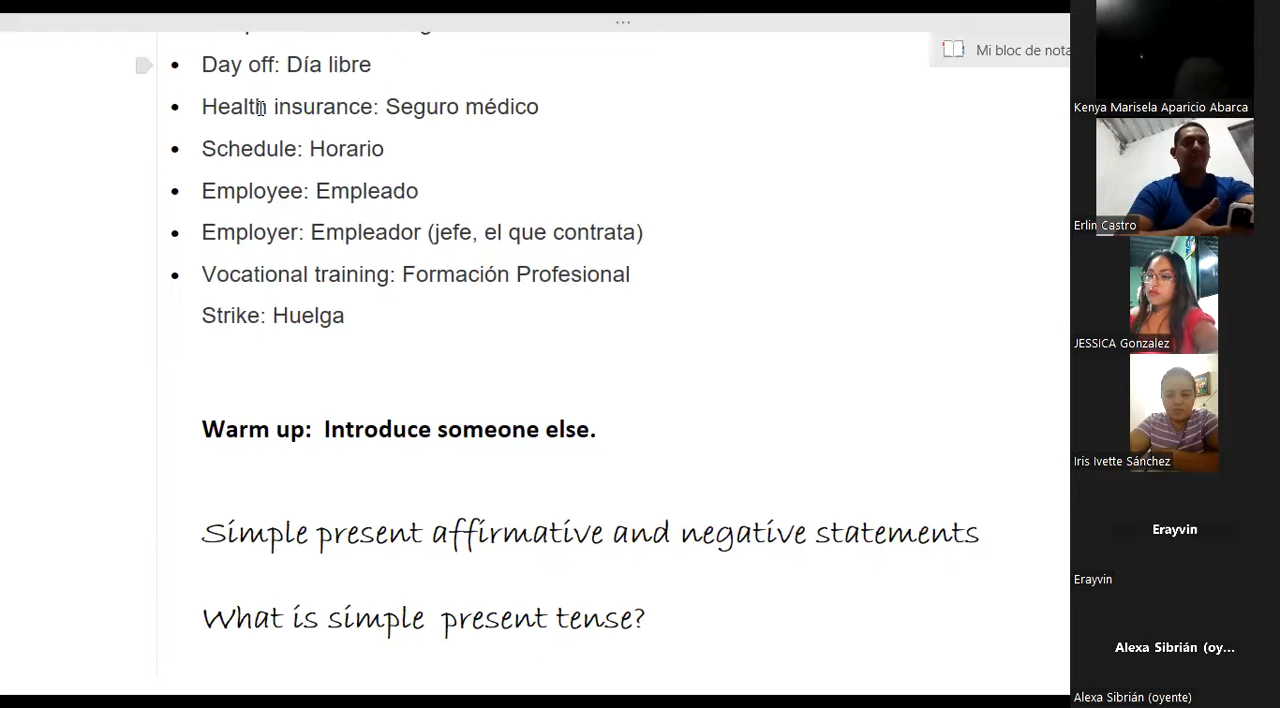 ...
Mi bloc de nota
Day off: Día libre
Health insurance: Seguro médico
Schedule: Horario
Employee: Empleado
Employer: Empleador (jefe, el que contrata)
Vocational training: Formación Profesional
Strike: Huelga
Warm up: Introduce someone else.
Simple present affirmative and negative statements
What is simple present tense?
Kenya Marisela Aparicio Abarca
Erlin Castro
JESSICA Gonzalez
Iris Ivette Sánchez
Erayvin
Erayvin
Alexa Sibrián (oy...
Alexa Sibrián (oyente)